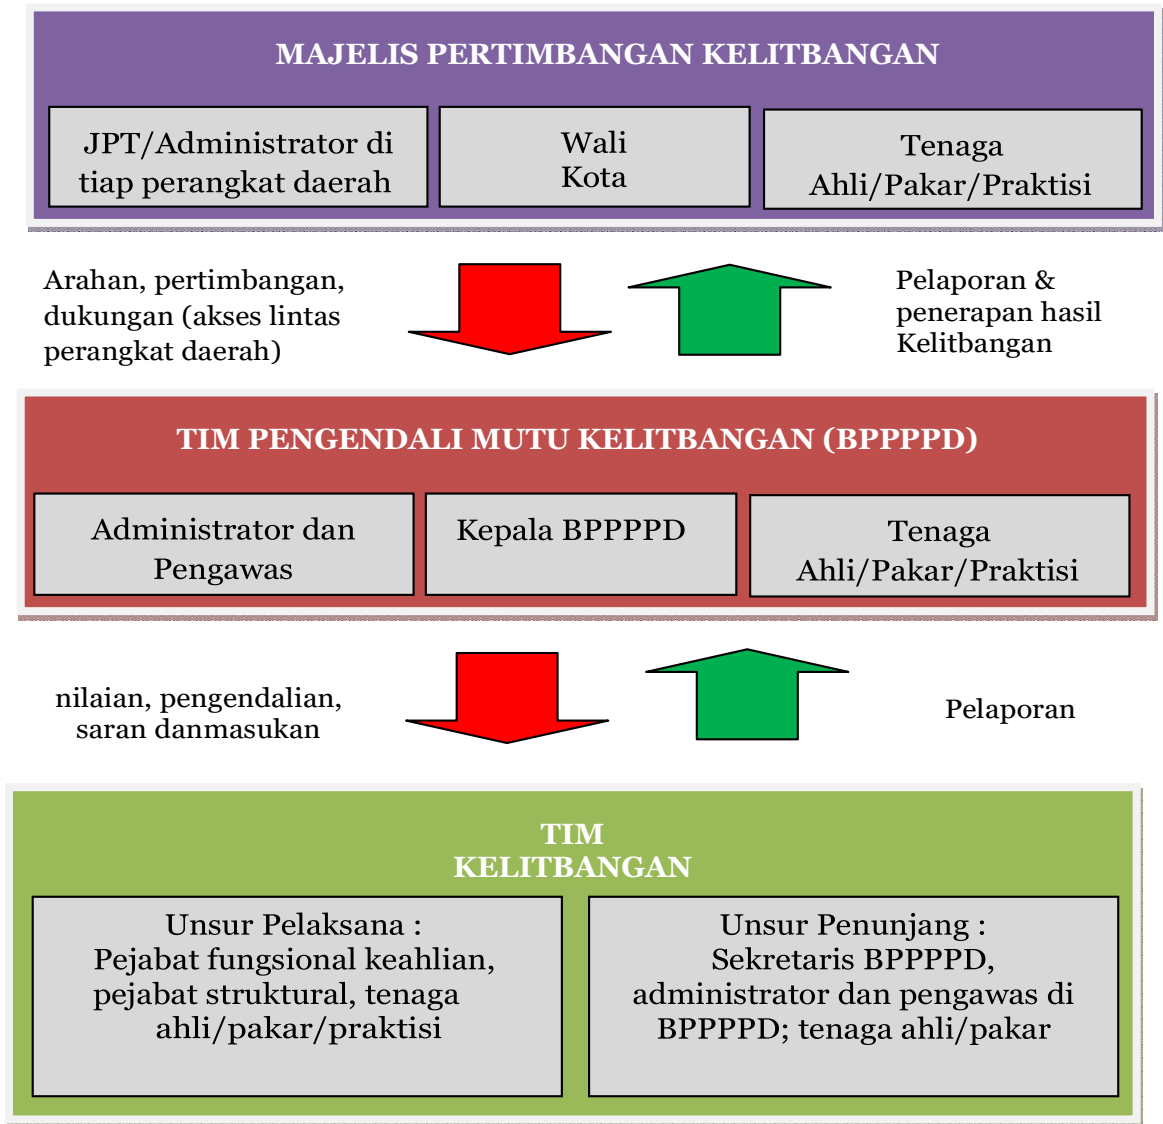 MAJELIS PERTIMBANGAN KELITBANGAN
JPT/Administrator di
tiap perangkat daerah
Wali
Kota
Tenaga
Ahli/Pakar/Praktisi
Arahan, pertimbangan,
dukungan (akses lintas
perangkat daerah)
Pelaporan &
penerapan hasil
Kelitbangan
TIM PENGENDALI MUTU KELITBANGAN (BPPPPD)
Administrator dan
Pengawas
Kepala BPPPPD
Tenaga
Ahli/Pakar/Praktisi
nilaian, pengendalian,
saran danmasukan
Pelaporan
TIM
KELITBANGAN
Unsur Pelaksana :
Pejabat fungsional keahlian,
pejabat struktural, tenaga
ahli/pakar/praktisi
Unsur Penunjang :
Sekretaris BPPPPD,
administrator dan pengawas di
BPPPPD; tenaga ahli/pakar